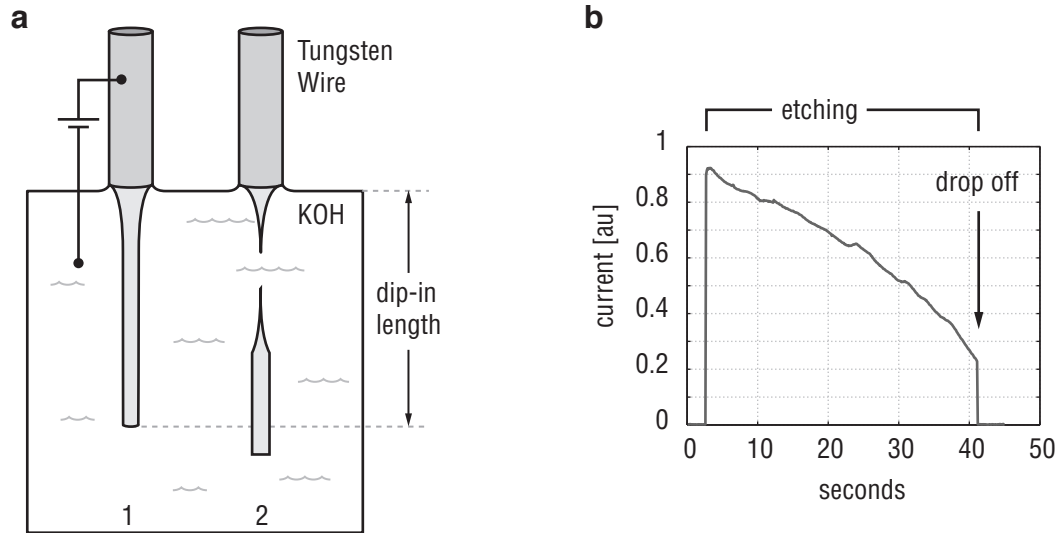 a
Tungsten
Wire
KOH
dip-in
length
1
2
b
etching
drop off
current [au]
1
0.8
0.6
0.4
0.2
0
0 10 20 30 40 50
seconds